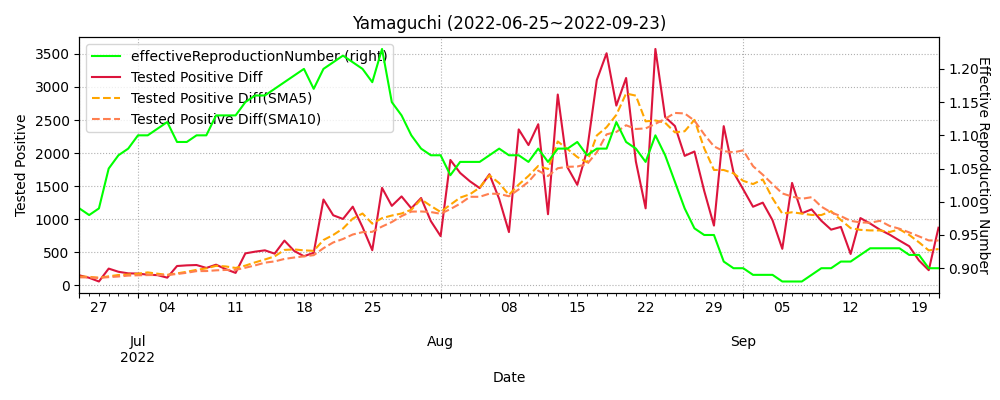 Yamaguchi (2022-06-25~2022-09-23)
effectiveReproductionNumber (right)
Tested Positive Diff
Tested Positive Diff(SMA5)
Tested Positive Diff(SMA10)
Tested Positive
3500
3000
2500
2000
1500
1000
500
0
1.20
1.15
1.10
1.05
1.00
0.95
0.90
Effective Reproduction Number
27 04 11 18 25 08 15 22 29 05 12 19
Jul Aug Sep
2022
Date